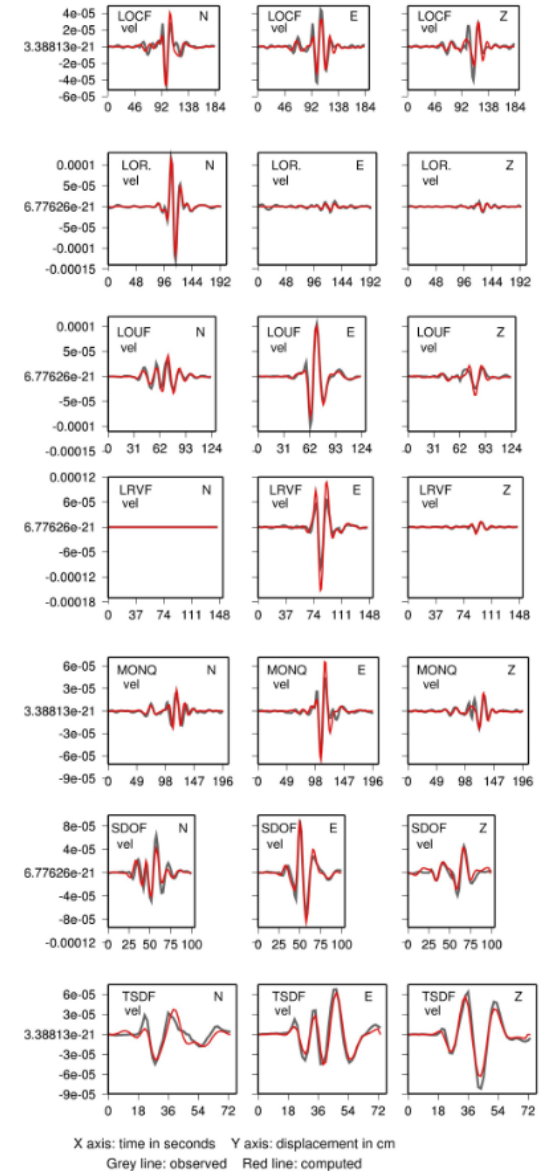 4e-05 LOCF N LOCF E LOCF Z
2e-05 vel vel vel
3.38813e-21
-2e-05
-4e-05
-6e-05
0 46 92 138 184 0 46 92 138 184 0 46 92 138 184
0.0001 LOR. N LOR. E LOR. Z
5e-05 vel vel vel
6.77626e-21
-5e-05
-0.0001
-0.00015
0 48 96 144 192 0 48 96 144 192 0 48 96 144 192
0.0001 LOUF N LOUF E LOUF Z
5e-05 vel vel vel
6.77626e-21
-5e-05
-0.0001
-0.00015
0 31 62 93 124 0 31 62 93 124 0 31 62 93 124
0.00012 LRVF N LRVF E LRVF Z
6e-05 vel vel vel
6.77626e-21
-6e-05
-0.00012
-0.00018
0 37 74 111 148 0 37 74 111 148 0 37 74 111 148
6e-05 MONQ N MONQ E MONQ Z
3e-05 vel vel vel
3.38813e-21
-3e-05
-6e-05
-9e-05
0 49 98 147 196 0 49 98 147 196 0 49 98 147 196
8e-05 SDOF N SDOF E SDOF Z
4e-05 vel vel vel
6.77626e-21
-4e-05
-8e-05
-0.00012
0 25 50 75 100 0 25 50 75 100 0 25 50 75 100
6e-05 TSDF N TSDF E TSDF Z
3e-05 vel vel vel
3.38813e-21
-3e-05
-6e-05
-9e-05
0 18 36 54 72 0 18 36 54 72 0 18 36 54 72
X axis: time in seconds Y axis: displacement in cm
Grey line: observed Red line: computed